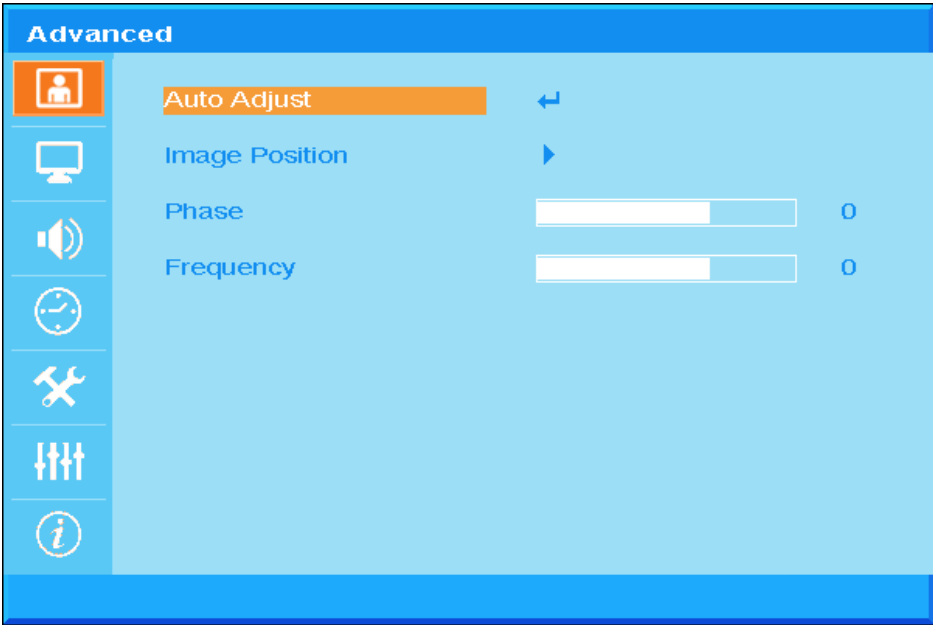 Advanced
Auto Adjust
Image Position
Phase 0
Frequency 0